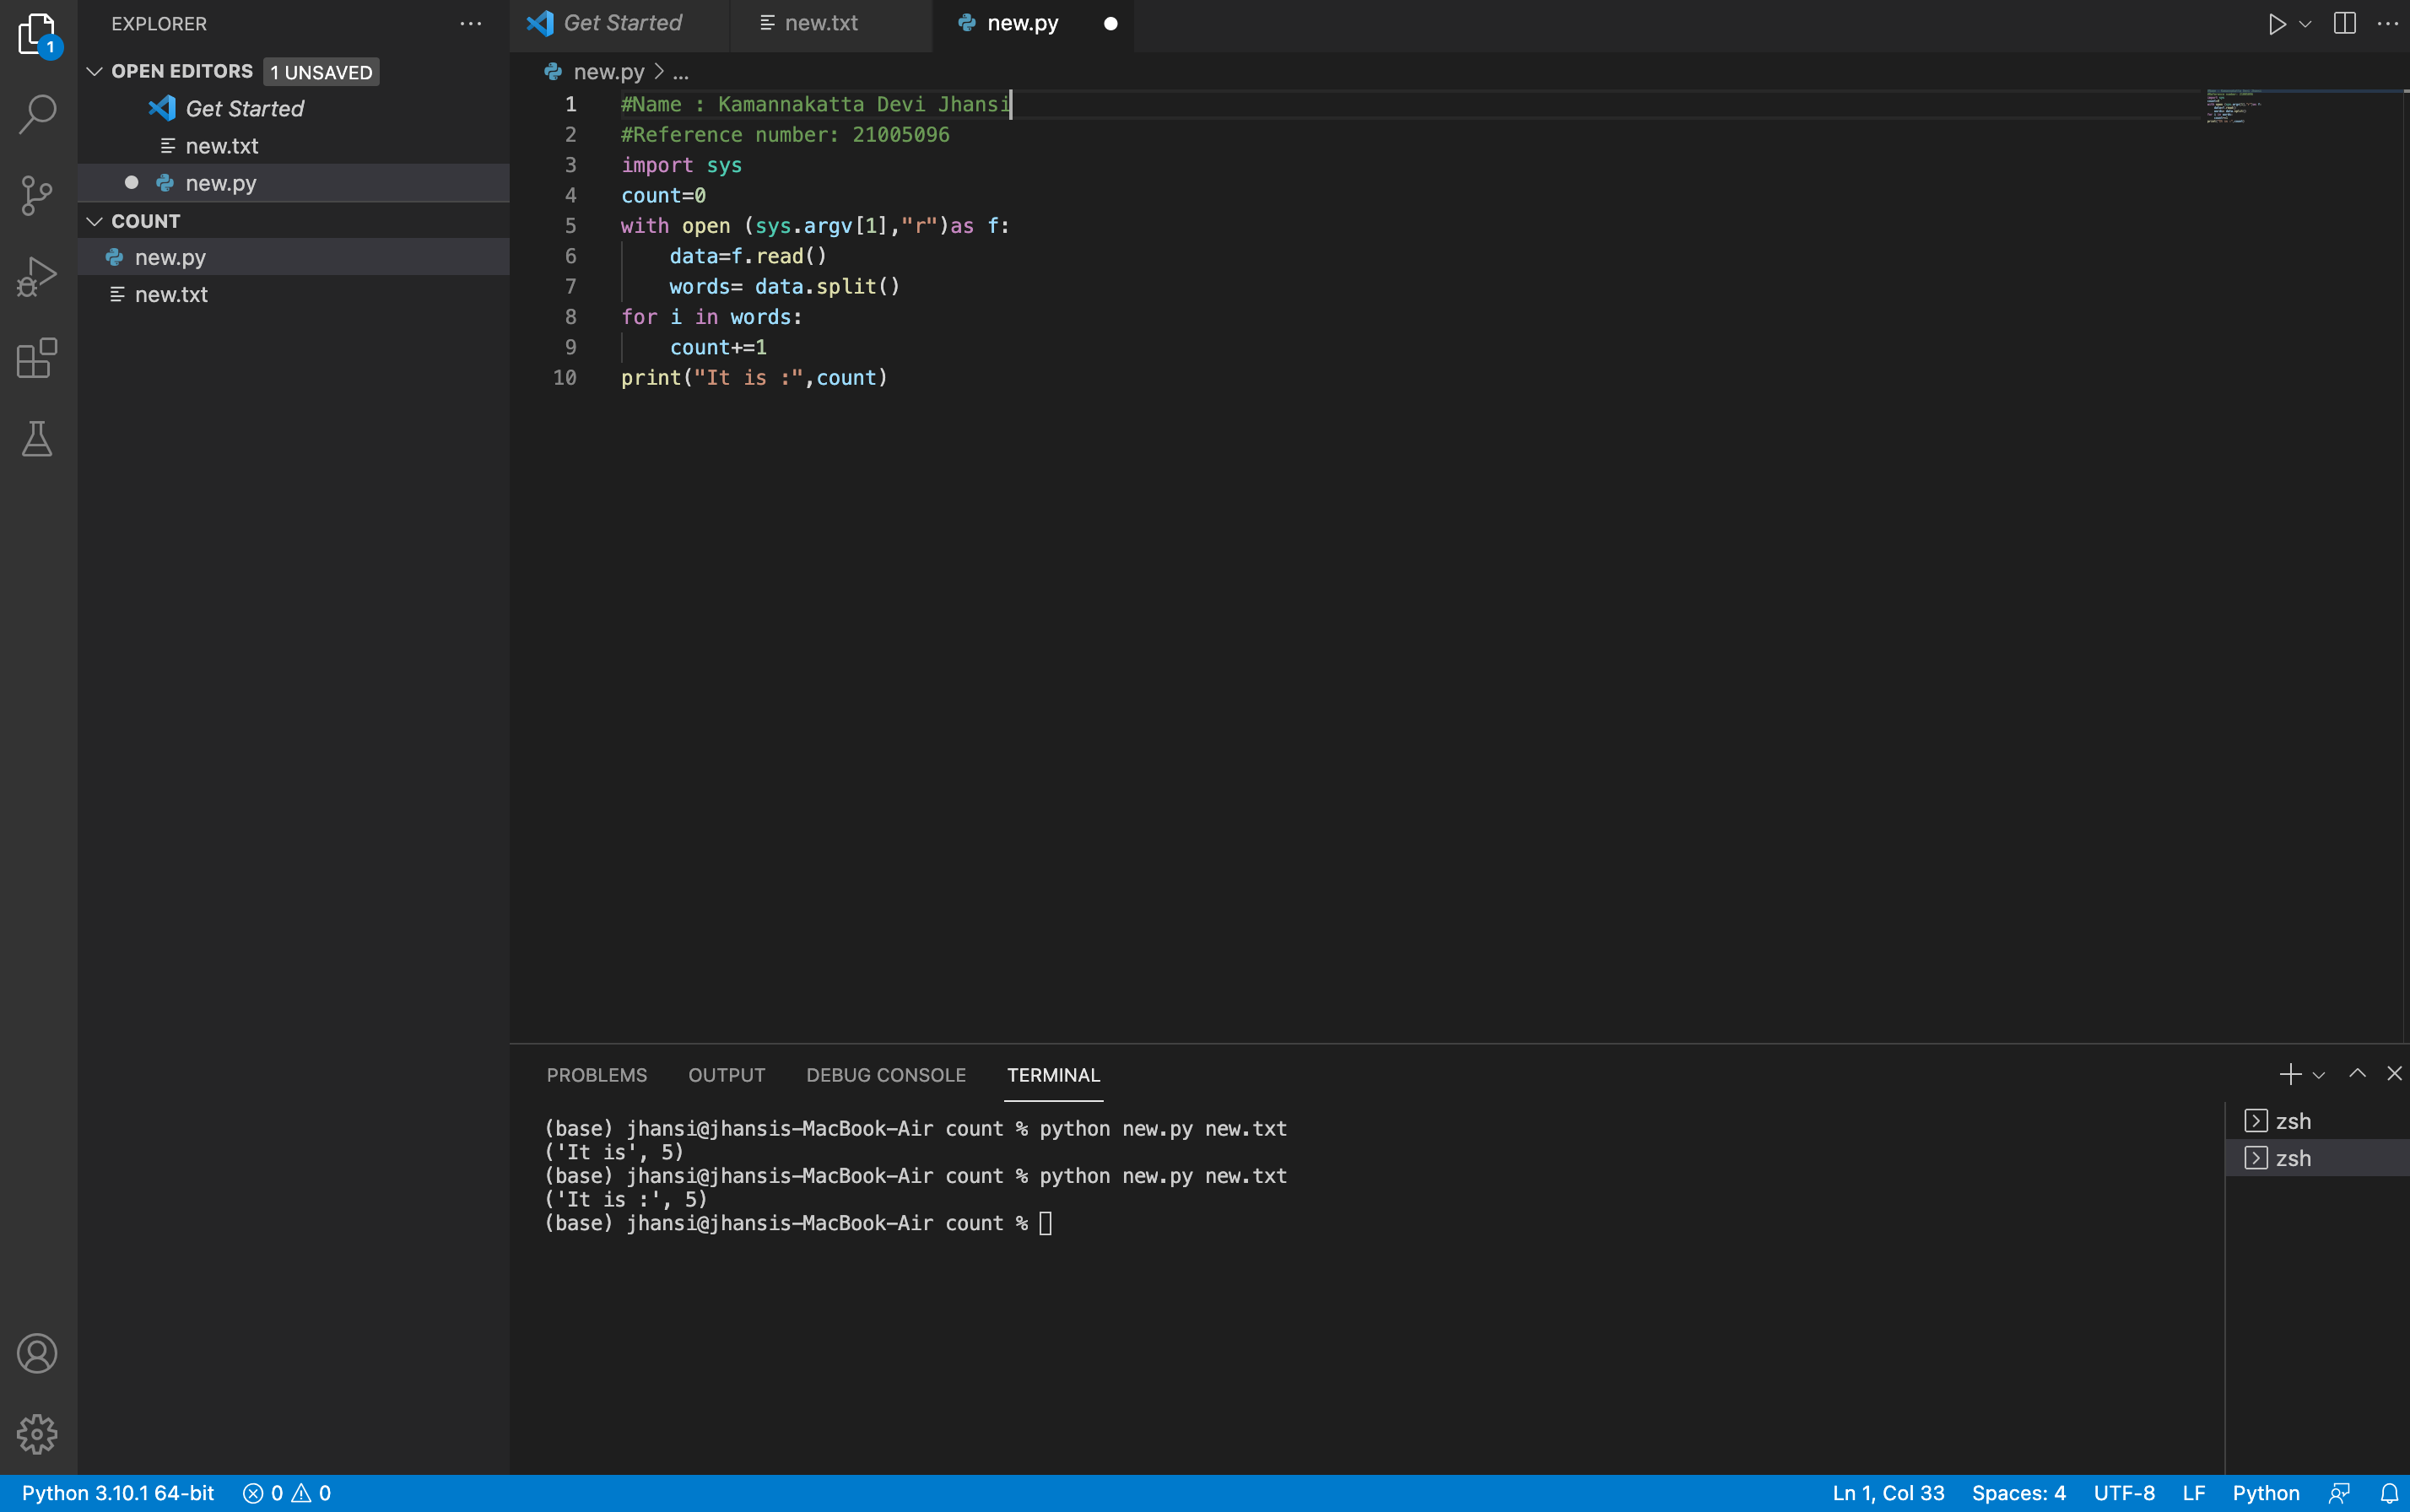 1
EXPLORER
OPEN EDITORS 1 UNSAVED
Get Started
new.txt
new.py
COUNT
new.py
new.txt
Get Started
new.txt
new.py
new.py > ...
1 #Name : Kamannakatta Devi Jhansi
2 #Reference number: 21005096
3 import sys
4 count=0
5 with open (sys.argv[1],"r")as f:
6 data=f.read()
7 words= data.split()
8 for i in words:
9 count+=1
10 print("It is :",count)
PROBLEMS OUTPUT DEBUG CONSOLE TERMINAL
(base) jhansi@jhansis-MacBook-Air count % python new.py new.txt
('It is', 5)
(base) jhansi@jhansis-MacBook-Air count % python new.py new.txt
('It is :', 5)
(base) jhansi@jhansis-MacBook-Air count %
zsh
zsh
Python 3.10.1 64-bit 0 0 Ln 1, Col 33 Spaces: 4 UTF-8 LF Python